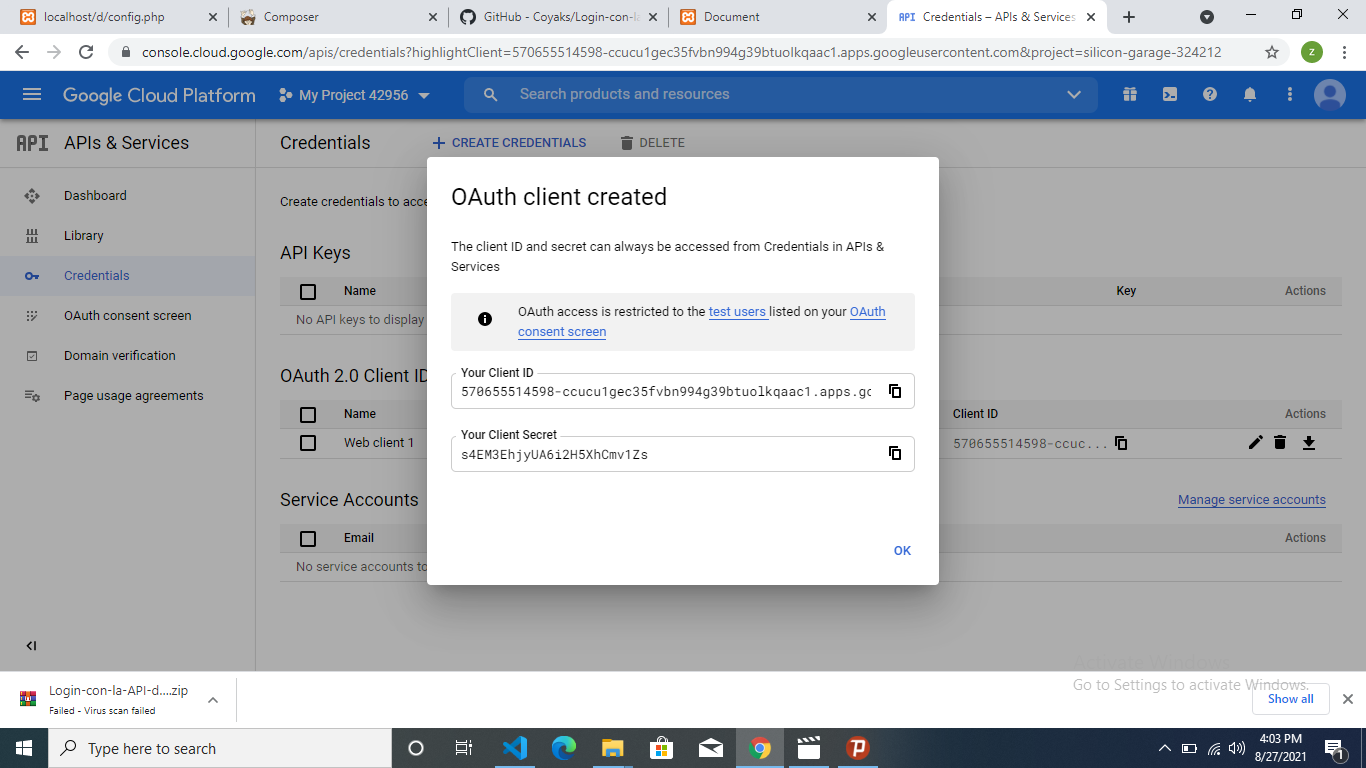 localhost/d/config.php
Composer
GitHub - Coyaks/Login-con-la
Document
API Credentials – APIs & Services
console.cloud.google.com/apis/credentials?highlightClient=570655514598-ccucu1gec35fvbn994g39btuolkqaac1.apps.googleusercontent.com&project=silicon-garage-324212
z
Google Cloud Platform
My Project 42956
Search products and resources
API APIs & Services
Credentials
+ CREATE CREDENTIALS
DELETE
Dashboard
Library
Credentials
OAuth consent screen
Domain verification
Page usage agreements
Create credentials to acce
API Keys
Name
Key
Actions
No API keys to display
OAuth 2.0 Client ID
Name
Client ID
Actions
Web client 1
570655514598-ccuc...
Service Accounts
Manage service accounts
Email
Actions
No service accounts to
OAuth client created
The client ID and secret can always be accessed from Credentials in APIs &
Services
OAuth access is restricted to the test users listed on your OAuth
consent screen
Your Client ID
570655514598-ccucu1gec35fvbn994g39btuolkqaac1.apps.gc
Your Client Secret
s4EM3EhjyUA6i2H5XhCmv1Zs
OK
Activate Windows
Go to Settings to activate Windows.
Login-con-la-API-d....zip
Failed - Virus scan failed
Show all
Type here to search
4:03 PM
8/27/2021
1